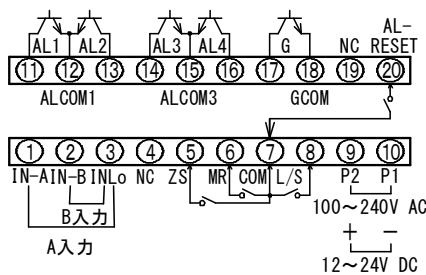 AL1 AL2 AL3 AL4 G NC AL-
RESET
11 12 13 14 15 16 17 18 19 20
ALCOM1 ALCOM3 GCOM
1 2 3 4 5 6 7 8 9 10
IN-A IN-B INLo NC ZS MR COM L/S P2 P1
B入力
A入力
100～240V AC
+ −
12～24V DC